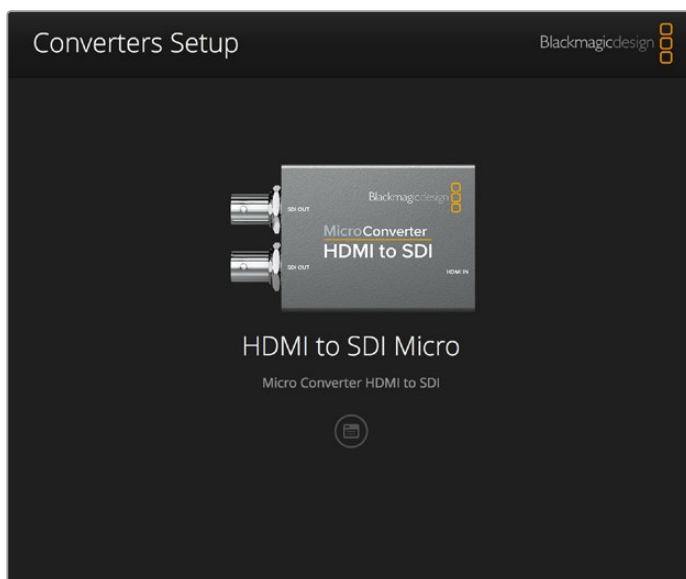 Converters Setup
Blackmagicdesign
Blackmagicdesign
SDI OUT
MicroConverter
HDMI to SDI
SDI OUT
HDMI IN
HDMI to SDI Micro
Micro Converter HDMI to SDI